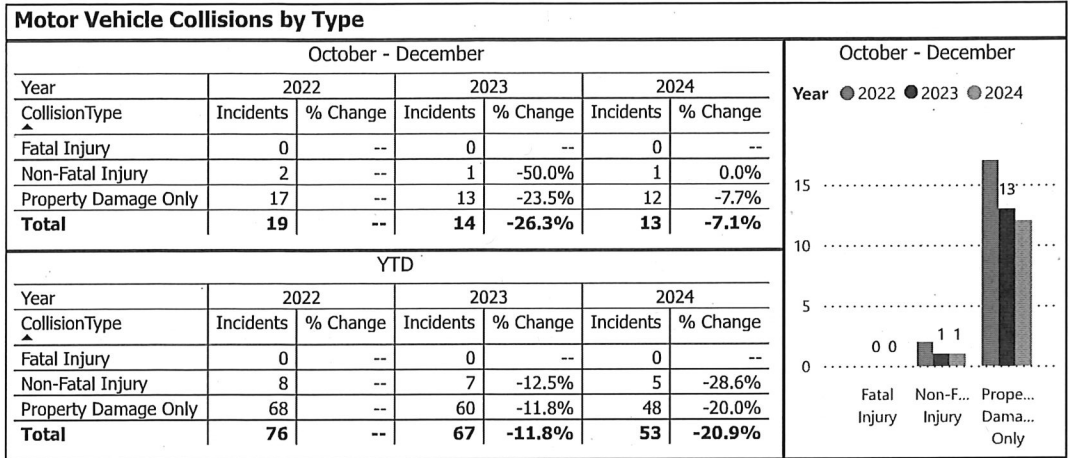 Motor Vehicle Collisions by Type
October - December
Year 2022 2023 2024
CollisionType Incidents % Change Incidents % Change Incidents % Change
Fatal Injury 0 -- 0 -- 0 --
Non-Fatal Injury 2 -- 1 -50.0% 1 0.0%
Property Damage Only 17 -- 13 -23.5% 12 -7.7%
Total 19 -- 14 -26.3% 13 -7.1%
YTD
Year 2022 2023 2024
CollisionType Incidents % Change Incidents % Change Incidents % Change
Fatal Injury 0 -- 0 -- 0 --
Non-Fatal Injury 8 -- 7 -12.5% 5 -28.6%
Property Damage Only 68 -- 60 -11.8% 48 -20.0%
Total 76 -- 67 -11.8% 53 -20.9%
October - December
Year 2022 2023 2024
15
13
10
5
0 0
1 1
0
Fatal Non-F... Prope...
Injury Injury Dama...
Only